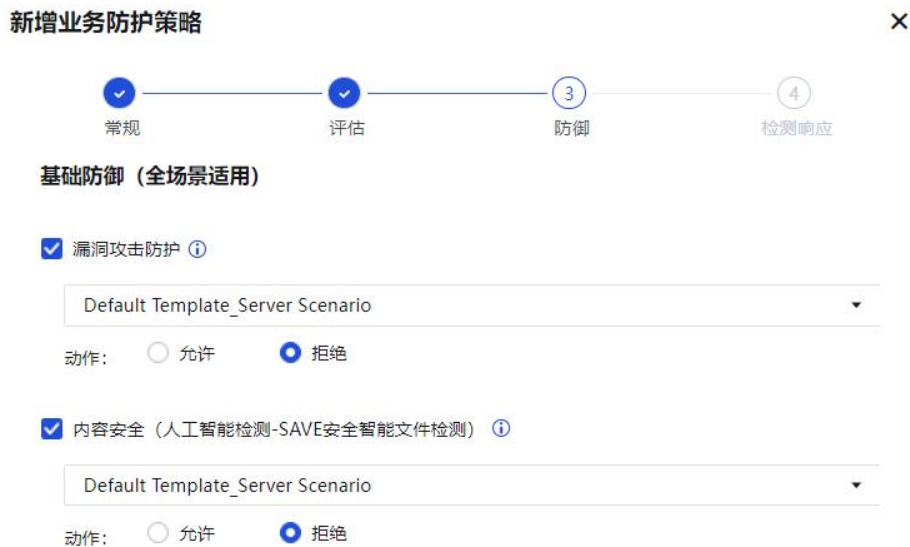 新增业务防护策略
3
4
常规
评估
防御
检测响应
基础防御（全场景适用）
漏洞攻击防护
Default Template_Server Scenario
动作： 允许 拒绝
内容安全（人工智能检测-SAVE安全智能文件检测）
Default Template_Server Scenario
动作： 允许 拒绝